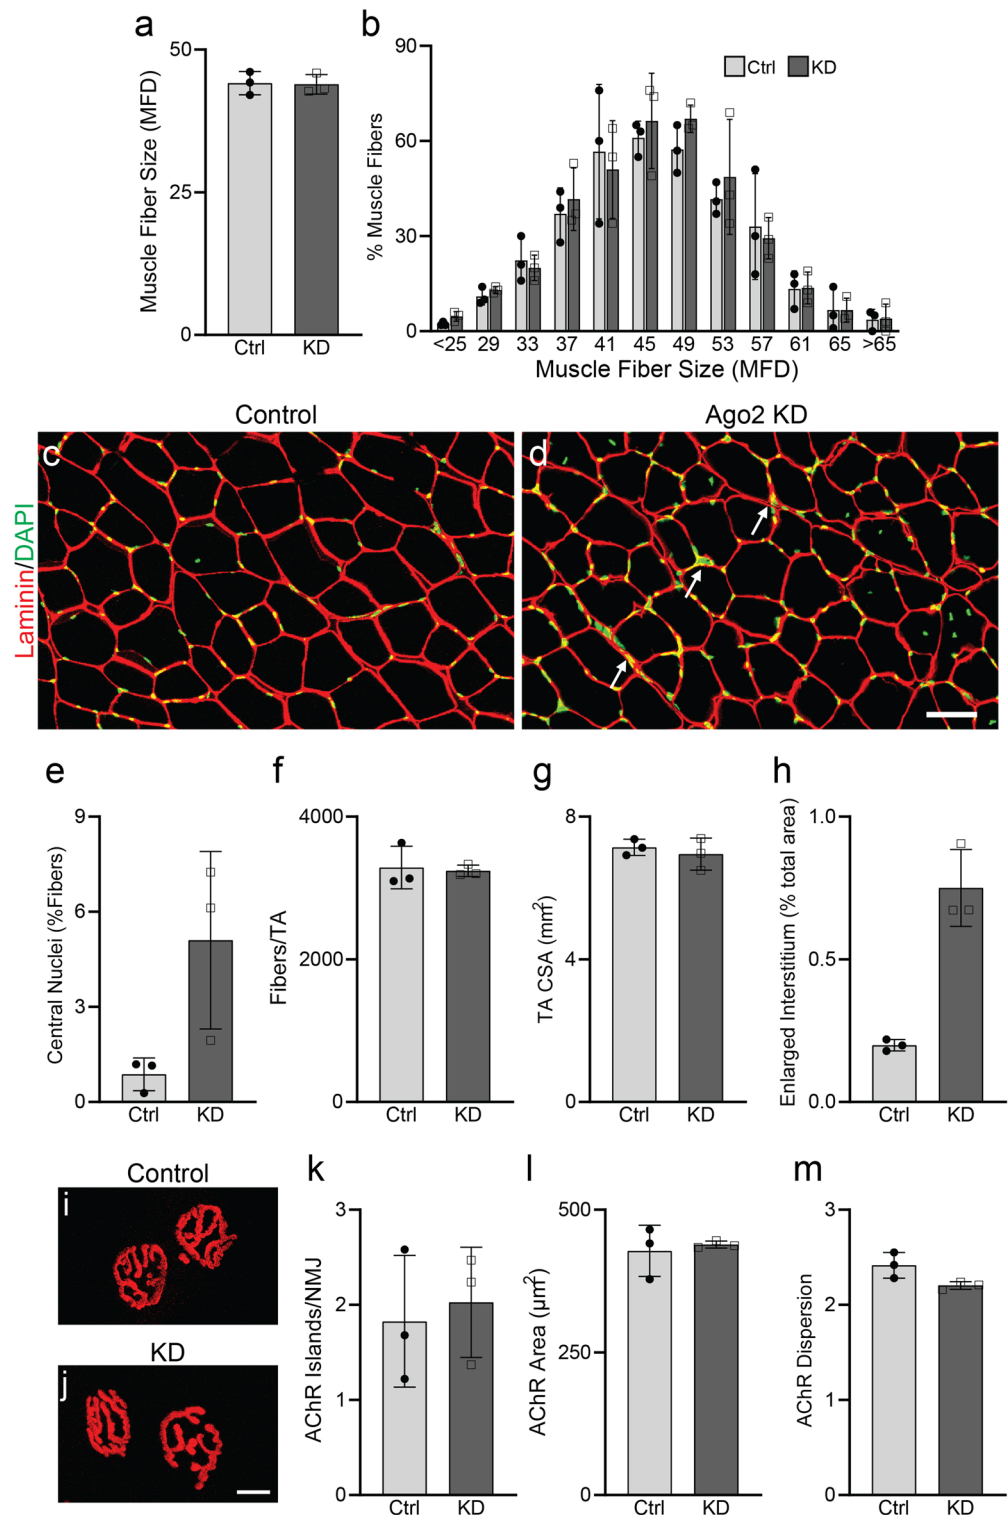 a
50
25
0
Muscle Fiber Size (MFD)
Ctrl
KD
b
90
60
30
0
% Muscle Fibers
Ctrl
KD
<25 29 33 37 41 45 49 53 57 61 65 >65
Muscle Fiber Size (MFD)
Control
Ago2 KD
Laminin/DAPI
c
d
e
9
6
3
0
Central Nuclei (%Fibers)
Ctrl
KD
f
4000
2000
0
Fibers/TA
Ctrl
KD
g
8
4
0
TA CSA (mm²)
Ctrl
KD
h
1.0
0.5
0.0
Enlarged Interstitium (% total area)
Ctrl
KD
Control
i
KD
j
k
3
2
1
0
AChR Islands/NMJ
Ctrl
KD
l
500
250
0
AChR Area (µm²)
Ctrl
KD
m
3
2
1
0
AChR Dispersion
Ctrl
KD